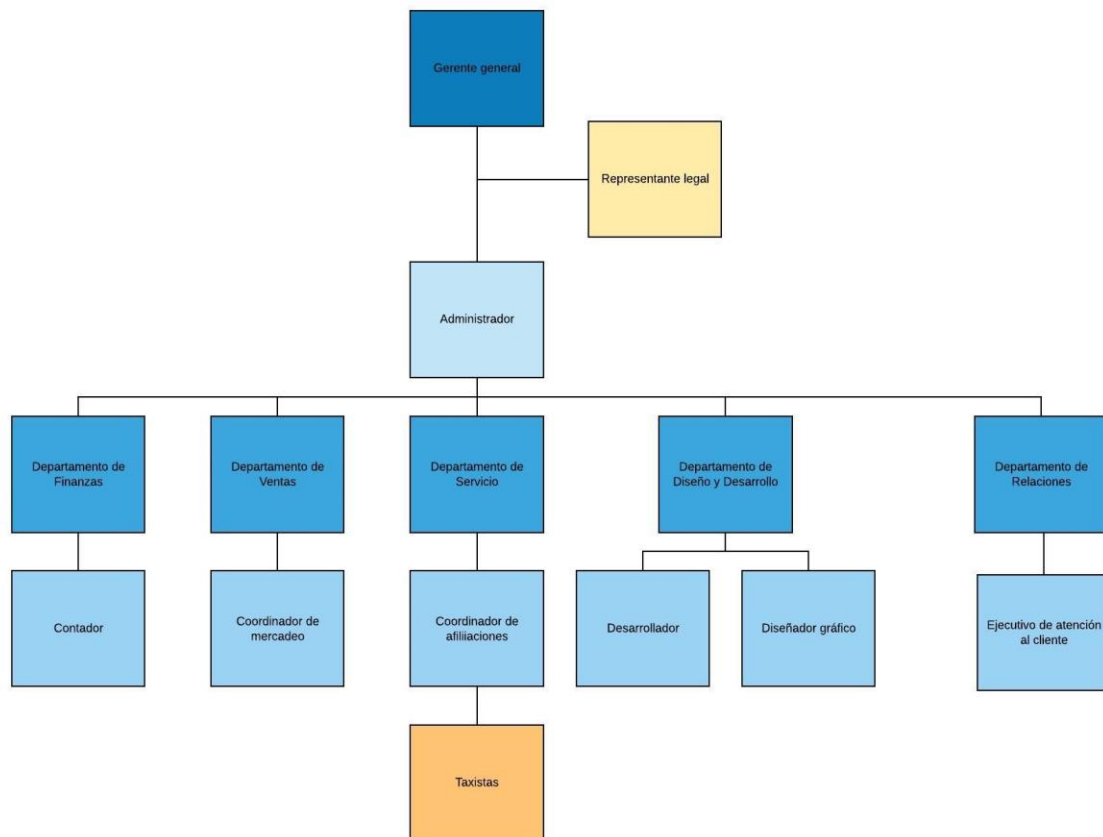 Gerente general
Representante legal
Administrador
Departamento de
Finanzas
Departamento de
Ventas
Departamento de
Servicio
Departamento de
Diseño y Desarrollo
Departamento de
Relaciones
Contador
Coordinador de
mercadeo
Coordinador de
afiliiaciones
Desarrollador
Diseñador gráfico
Ejecutivo de atención
al cliente
Taxistas